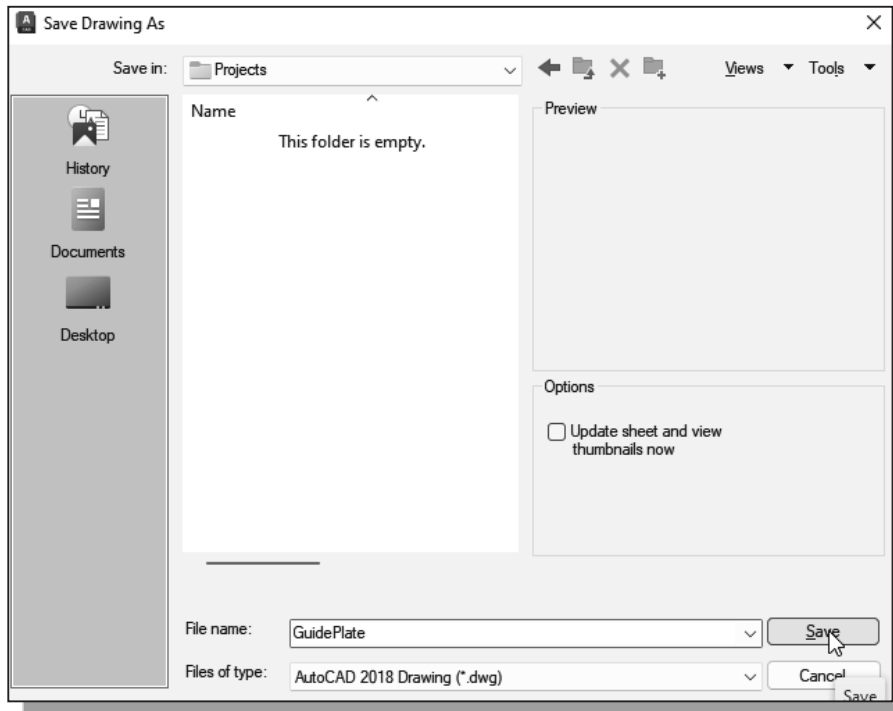 Save Drawing As
Save in: Projects Views Tools
Name
This folder is empty.
History
Documents
Desktop
Preview
Options
Update sheet and view
thumbnails now
File name: GuidePlate Save
Files of type: AutoCAD 2018 Drawing (*.dwg) Cancel
Save